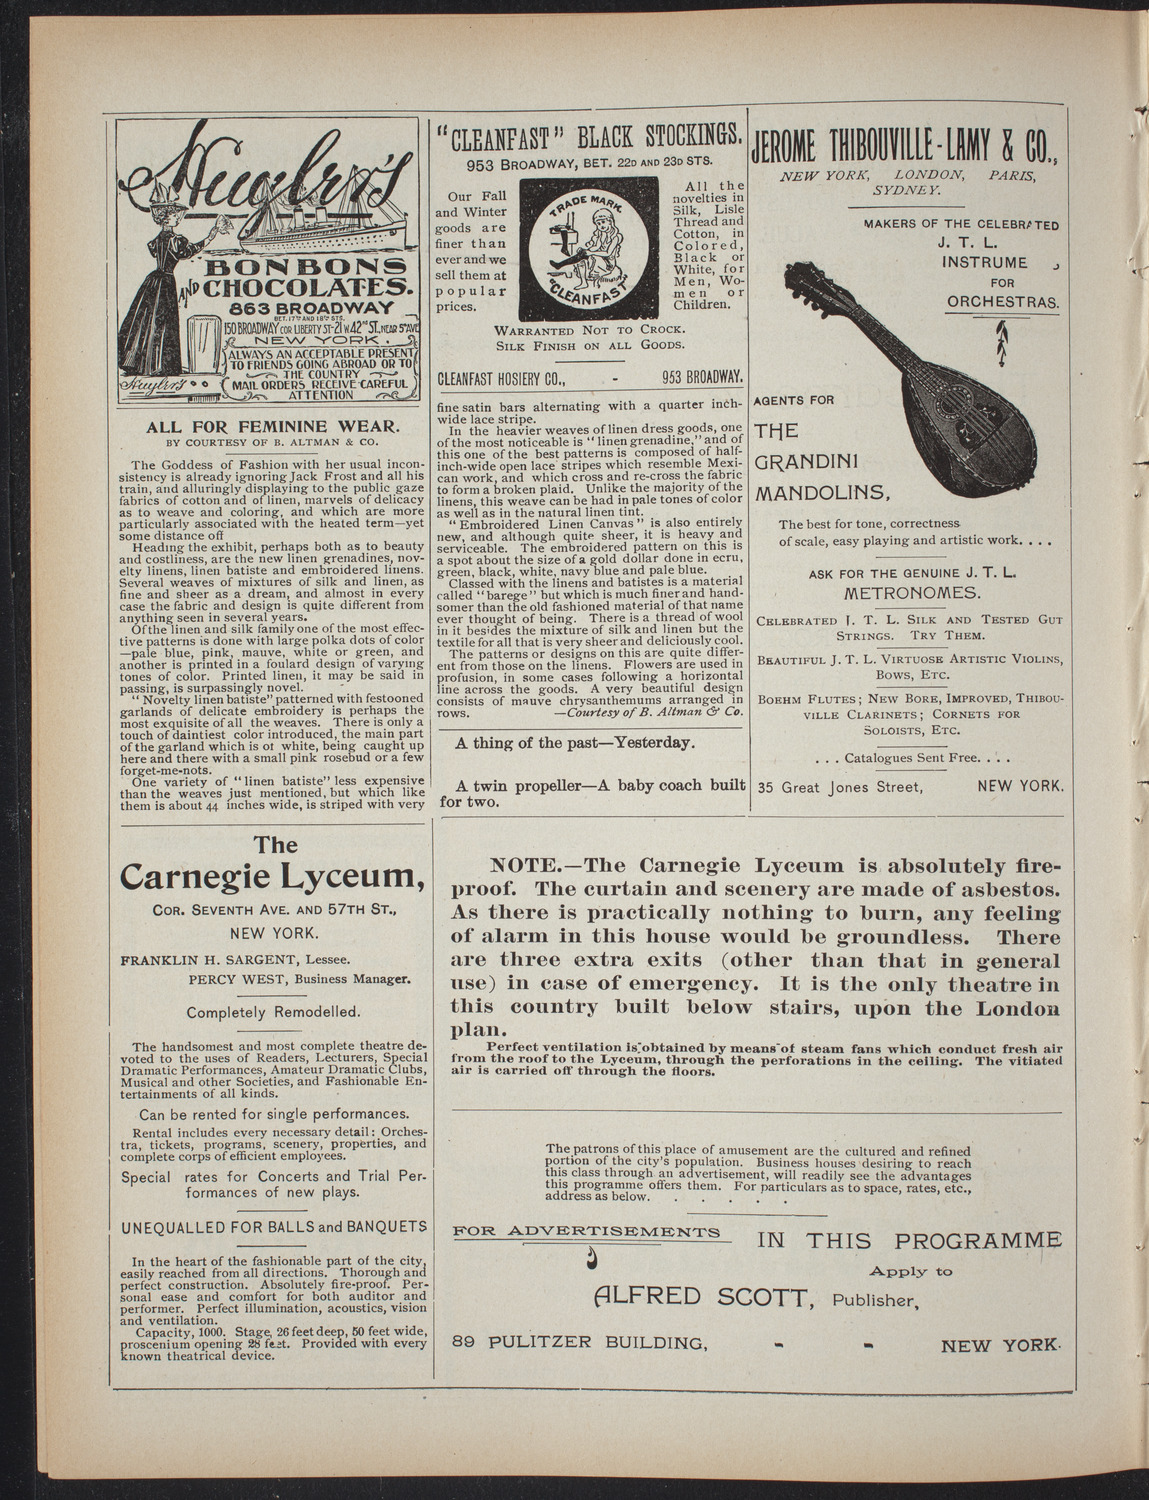 Huyler's
BONBONS
AND CHOCOLATES.
863 BROADWAY
BET. 17TH AND 18TH STS.
150 BROADWAY COR LIBERTY ST-21 W 42ND ST., NEAR 5TH AVE
NEW YORK.
ALWAYS AN ACCEPTABLE PRESENT
TO FRIENDS GOING ABROAD OR TO
THE COUNTRY
MAIL ORDERS RECEIVE CAREFUL
ATTENTION
Huyler's
ALL FOR FEMININE WEAR.
BY COURTESY OF B. ALTMAN & CO.
The Goddess of Fashion with her usual incon-
sistency is already ignoring Jack Frost and all his
train, and alluringly displaying to the public gaze
fabrics of cotton and of linen, marvels of delicacy
as to weave and coloring, and which are more
particularly associated with the heated term—yet
some distance off
Heading the exhibit, perhaps both as to beauty
and costliness, are the new linen grenadines, nov-
elty linens, linen batiste and embroidered linens.
Several weaves of mixtures of silk and linen, as
fine and sheer as a dream, and almost in every
case the fabric and design is quite different from
anything seen in several years.
Of the linen and silk family one of the most effec-
tive patterns is done with large polka dots of color
—pale blue, pink, mauve, white or green, and
another is printed in a foulard design of varying
tones of color. Printed linen, it may be said in
passing, is surpassingly novel.
"Novelty linen batiste" patterned with festooned
garlands of delicate embroidery is perhaps the
most exquisite of all the weaves. There is only a
touch of daintiest color introduced, the main part
of the garland which is ot white, being caught up
here and there with a small pink rosebud or a few
forget-me-nots.
One variety of "linen batiste" less expensive
than the weaves just mentioned, but which like
them is about 44 inches wide, is striped with very
"CLEANFAST" BLACK STOCKINGS.
953 BROADWAY, BET. 22D AND 23D STS.
Our Fall
and Winter
goods are
finer than
ever and we
sell them at
popular
prices.
TRADE MARK.
"CLEANFAST"
All the
novelties in
Silk, Lisle
Thread and
Cotton, in
Colored,
Black or
White, for
Men, Wo-
men or
Children.
WARRANTED NOT TO CROCK.
SILK FINISH ON ALL GOODS.
CLEANFAST HOSIERY CO., - 953 BROADWAY.
fine satin bars alternating with a quarter inch-
wide lace stripe.
In the heavier weaves of linen dress goods, one
of the most noticeable is "linen grenadine," and of
this one of the best patterns is composed of half-
inch-wide open lace stripes which resemble Mexi-
can work, and which cross and re-cross the fabric
to form a broken plaid. Unlike the majority of the
linens, this weave can be had in pale tones of color
as well as in the natural linen tint.
"Embroidered Linen Canvas" is also entirely
new, and although quite sheer, it is heavy and
serviceable. The embroidered pattern on this is
a spot about the size of a gold dollar done in ecru,
green, black, white, navy blue and pale blue.
Classed with the linens and batistes is a material
called "barege" but which is much finer and hand-
somer than the old fashioned material of that name
ever thought of being. There is a thread of wool
in it besides the mixture of silk and linen but the
textile for all that is very sheer and deliciously cool.
The patterns or designs on this are quite differ-
ent from those on the linens. Flowers are used in
profusion, in some cases following a horizontal
line across the goods. A very beautiful design
consists of mauve chrysanthemums arranged in
rows. —Courtesy of B. Altman & Co.
A thing of the past—Yesterday.
A twin propeller—A baby coach built
for two.
JEROME THIBOUVILLE-LAMY & CO.,
NEW YORK, LONDON, PARIS,
SYDNEY.
MAKERS OF THE CELEBRATED
J. T. L.
INSTRUME
FOR
ORCHESTRAS.
AGENTS FOR
THE
GRANDINI
MANDOLINS,
The best for tone, correctness
of scale, easy playing and artistic work. . . .
ASK FOR THE GENUINE J. T. L.
METRONOMES.
CELEBRATED J. T. L. SILK AND TESTED GUT
STRINGS. TRY THEM.
BEAUTIFUL J. T. L. VIRTUOSE ARTISTIC VIOLINS,
BOWS, ETC.
BOEHM FLUTES; NEW BORE, IMPROVED, THIBOU-
VILLE CLARINETS; CORNETS FOR
SOLOISTS, ETC.
. . . Catalogues Sent Free. . . .
35 Great Jones Street, NEW YORK.
The
Carnegie Lyceum,
COR. SEVENTH AVE. AND 57TH ST.,
NEW YORK.
FRANKLIN H. SARGENT, Lessee.
PERCY WEST, Business Manager.
Completely Remodelled.
The handsomest and most complete theatre de-
voted to the uses of Readers, Lecturers, Special
Dramatic Performances, Amateur Dramatic Clubs,
Musical and other Societies, and Fashionable En-
tertainments of all kinds.
Can be rented for single performances.
Rental includes every necessary detail: Orches-
tra, tickets, programs, scenery, properties, and
complete corps of efficient employees.
Special rates for Concerts and Trial Per-
formances of new plays.
UNEQUALLED FOR BALLS and BANQUETS
In the heart of the fashionable part of the city,
easily reached from all directions. Thorough and
perfect construction. Absolutely fire-proof. Per-
sonal ease and comfort for both auditor and
performer. Perfect illumination, acoustics, vision
and ventilation.
Capacity, 1000. Stage, 26 feet deep, 50 feet wide,
proscenium opening 28 feet. Provided with every
known theatrical device.
NOTE.—The Carnegie Lyceum is absolutely fire-
proof. The curtain and scenery are made of asbestos.
As there is practically nothing to burn, any feeling
of alarm in this house would be groundless. There
are three extra exits (other than that in general
use) in case of emergency. It is the only theatre in
this country built below stairs, upon the London
plan.
Perfect ventilation is obtained by means of steam fans which conduct fresh air
from the roof to the Lyceum, through the perforations in the ceiling. The vitiated
air is carried off through the floors.
The patrons of this place of amusement are the cultured and refined
portion of the city's population. Business houses desiring to reach
this class through an advertisement, will readily see the advantages
this programme offers them. For particulars as to space, rates, etc.,
address as below. . . . . .
FOR ADVERTISEMENTS IN THIS PROGRAMME
Apply to
ALFRED SCOTT, Publisher,
89 PULITZER BUILDING, - - NEW YORK.